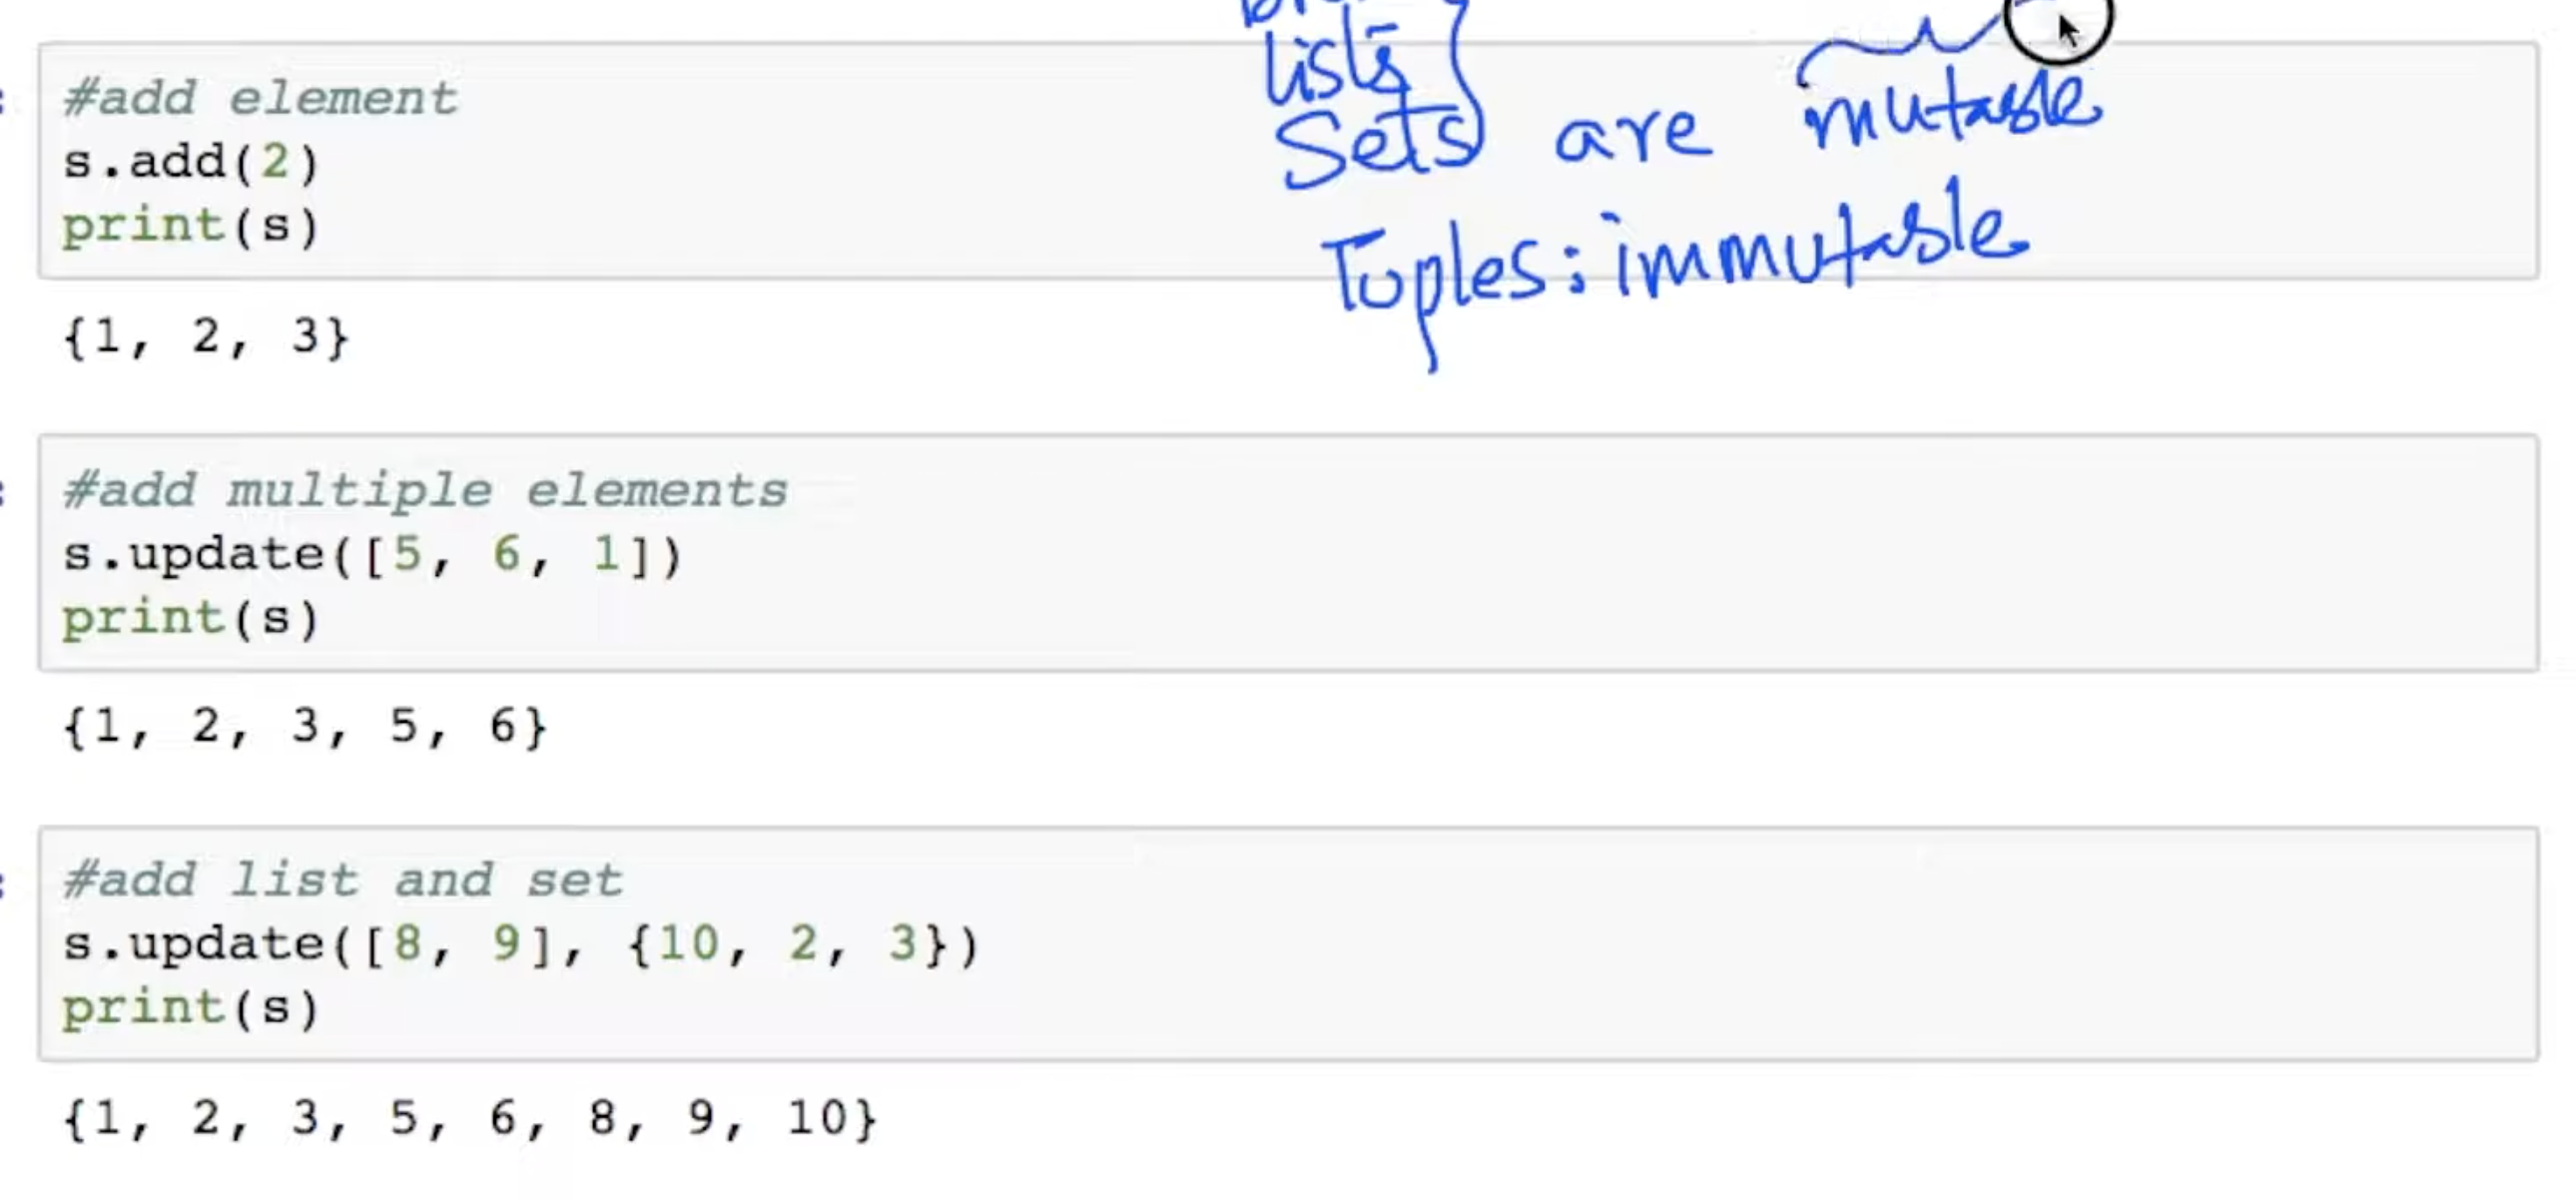 lists
#add element
Sets are mutable
s.add(2)
print(s)
Tuples: immutable
{1, 2, 3}
#add multiple elements
s.update([5, 6, 1])
print(s)
{1, 2, 3, 5, 6}
#add list and set
s.update([8, 9], {10, 2, 3})
print(s)
{1, 2, 3, 5, 6, 8, 9, 10}